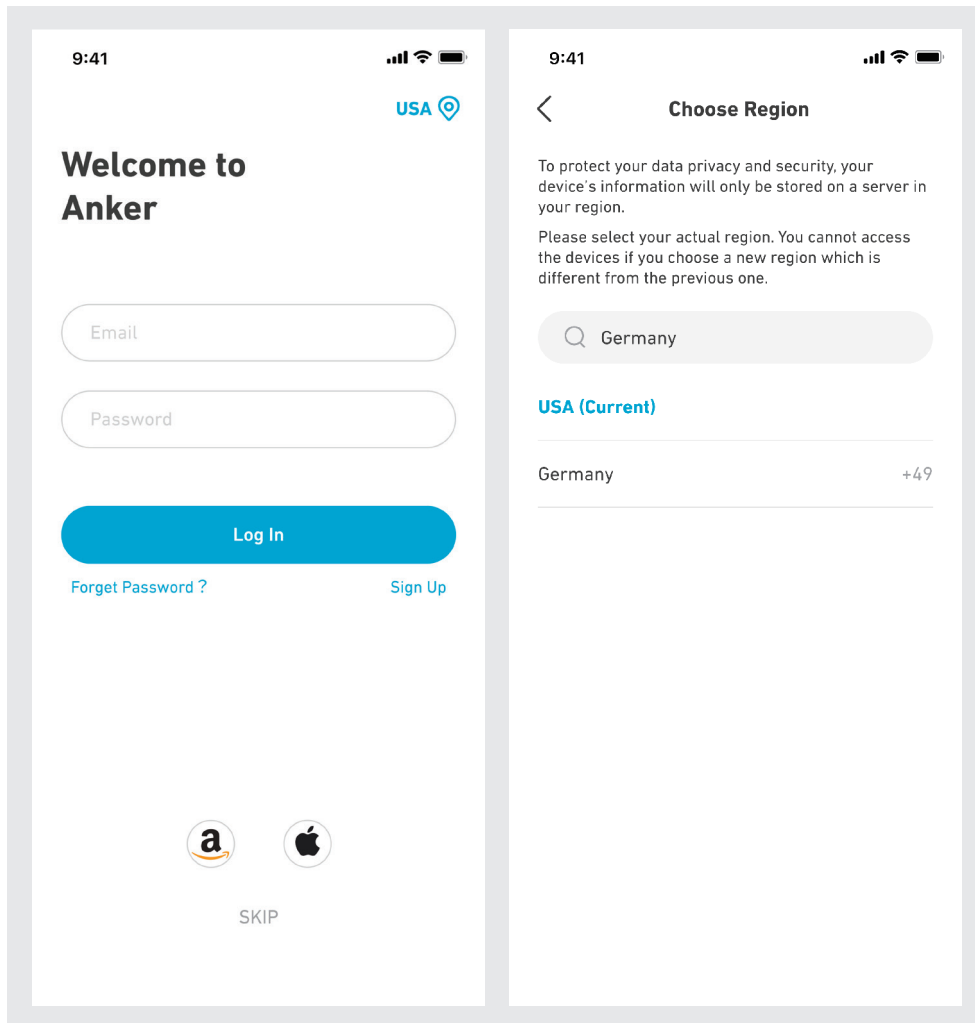 9:41
USA
Welcome to
Anker
Email
Password
Log In
Forget Password ?
Sign Up
a
SKIP
9:41
Choose Region
To protect your data privacy and security, your
device's information will only be stored on a server in
your region.
Please select your actual region. You cannot access
the devices if you choose a new region which is
different from the previous one.
Germany
USA (Current)
Germany +49